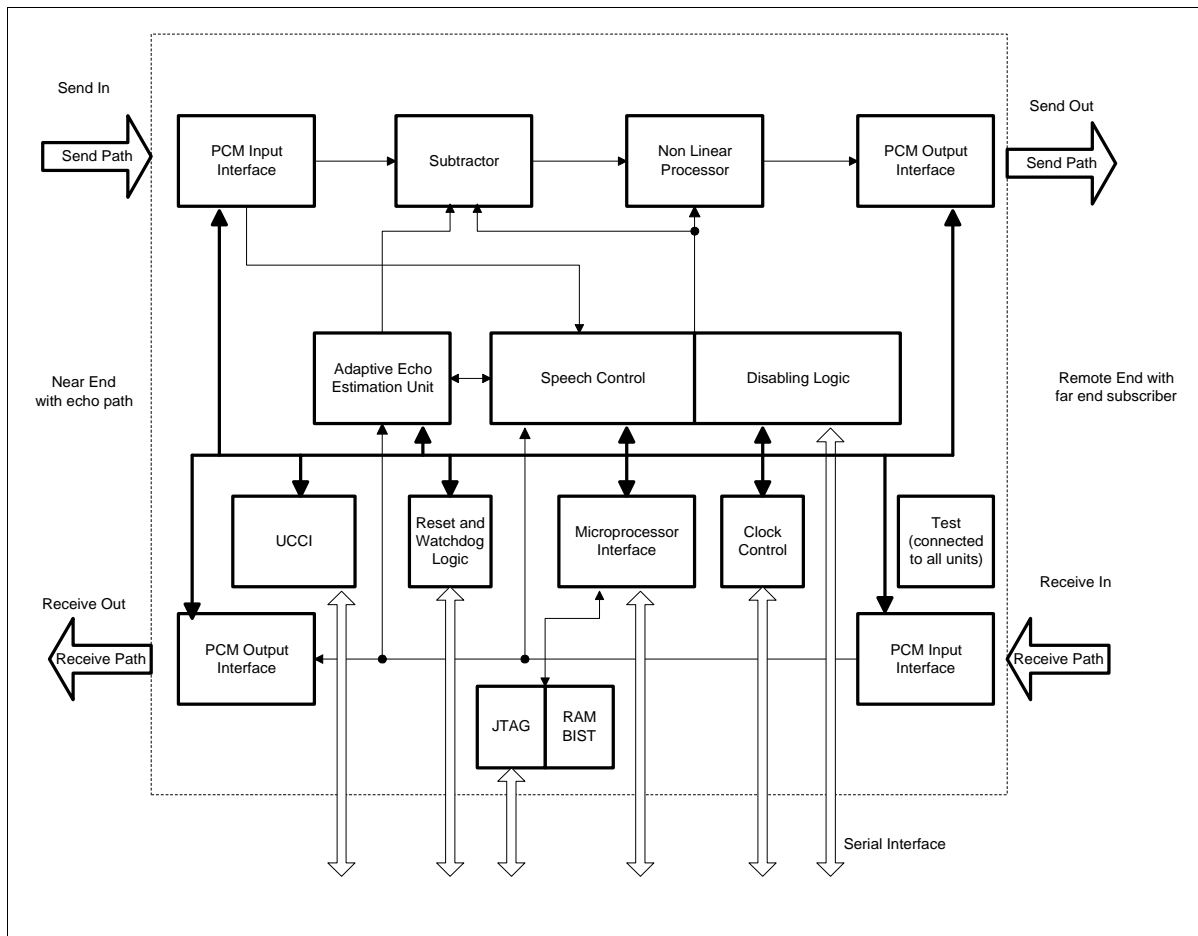 Send In
Send Out
Send Path
PCM Input
Interface
Subtractor
Non Linear
Processor
PCM Output
Interface
Send Path
Near End
with echo path
Adaptive Echo
Estimation Unit
Speech Control
Disabling Logic
Remote End with
far end subscriber
UCCI
Reset and
Watchdog
Logic
Microprocessor
Interface
Clock
Control
Test
(connected
to all units)
Receive Out
Receive In
Receive Path
PCM Output
Interface
PCM Input
Interface
Receive Path
JTAG
RAM
BIST
Serial Interface